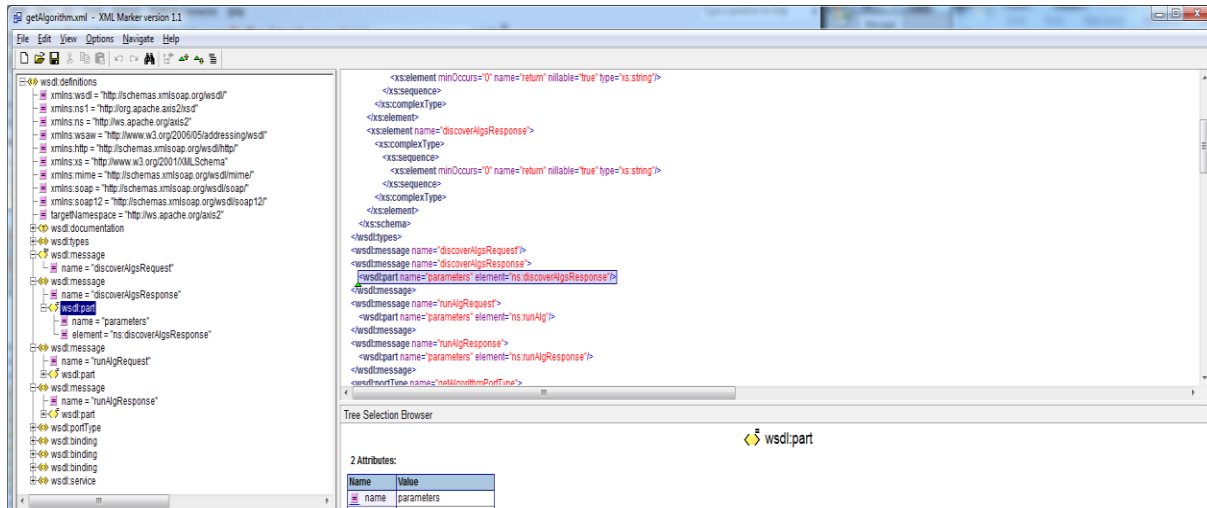 getAlgorithm.xml - XML Marker version 1.1
File Edit View Options Navigate Help
wsdl:definitions
xmlns:wsdl = "http://schemas.xmlsoap.org/wsdl/"
xmlns:ns1 = "http://org.apache.axis2/xsd"
xmlns:ns = "http://ws.apache.org/axis2"
xmlns:wsaw = "http://www.w3.org/2006/05/addressing/wsdl"
xmlns:http = "http://schemas.xmlsoap.org/wsdl/http/"
xmlns:xs = "http://www.w3.org/2001/XMLSchema"
xmlns:mime = "http://schemas.xmlsoap.org/wsdl/mime/"
xmlns:soap = "http://schemas.xmlsoap.org/wsdl/soap/"
xmlns:soap12 = "http://schemas.xmlsoap.org/wsdl/soap12/"
targetNamespace = "http://ws.apache.org/axis2"
wsdl:documentation
wsdl:types
wsdl:message
name = "discoverAlgsRequest"
wsdl:message
name = "discoverAlgsResponse"
wsdl:part
name = "parameters"
element = "ns:discoverAlgsResponse"
wsdl:message
name = "runAlgRequest"
wsdl:part
wsdl:message
name = "runAlgResponse"
wsdl:part
wsdl:portType
wsdl:binding
wsdl:binding
wsdl:binding
wsdl:service
<xs:element minOccurs="0" name="return" nillable="true" type="xs:string"/>
</xs:sequence>
</xs:complexType>
</xs:element>
<xs:element name="discoverAlgsResponse">
<xs:complexType>
<xs:sequence>
<xs:element minOccurs="0" name="return" nillable="true" type="xs:string"/>
</xs:sequence>
</xs:complexType>
</xs:element>
</xs:schema>
</wsdl:types>
<wsdl:message name="discoverAlgsRequest"/>
<wsdl:message name="discoverAlgsResponse">
<wsdl:part name="parameters" element="ns:discoverAlgsResponse"/>
</wsdl:message>
<wsdl:message name="runAlgRequest">
<wsdl:part name="parameters" element="ns:runAlg"/>
</wsdl:message>
<wsdl:message name="runAlgResponse">
<wsdl:part name="parameters" element="ns:runAlgResponse"/>
</wsdl:message>
<wsdl:portType name="getAlgorithmPortType">
Tree Selection Browser
wsdl:part
2 Attributes:
Name Value
name parameters